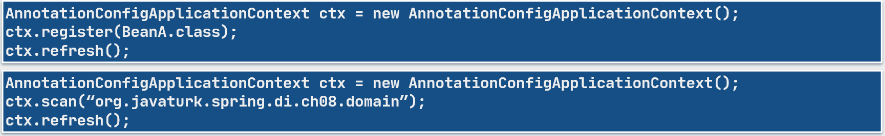 AnnotationConfigApplicationContext ctx = new AnnotationConfigApplicationContext();
ctx.register(BeanA.class);
ctx.refresh();
AnnotationConfigApplicationContext ctx = new AnnotationConfigApplicationContext();
ctx.scan(“org.javaturk.spring.di.ch08.domain”);
ctx.refresh();